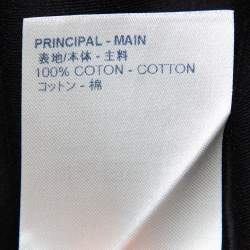 PRINCIPAL - MAIN
表地/本体 - 主料
100% COTON - COTTON
コットン - 棉